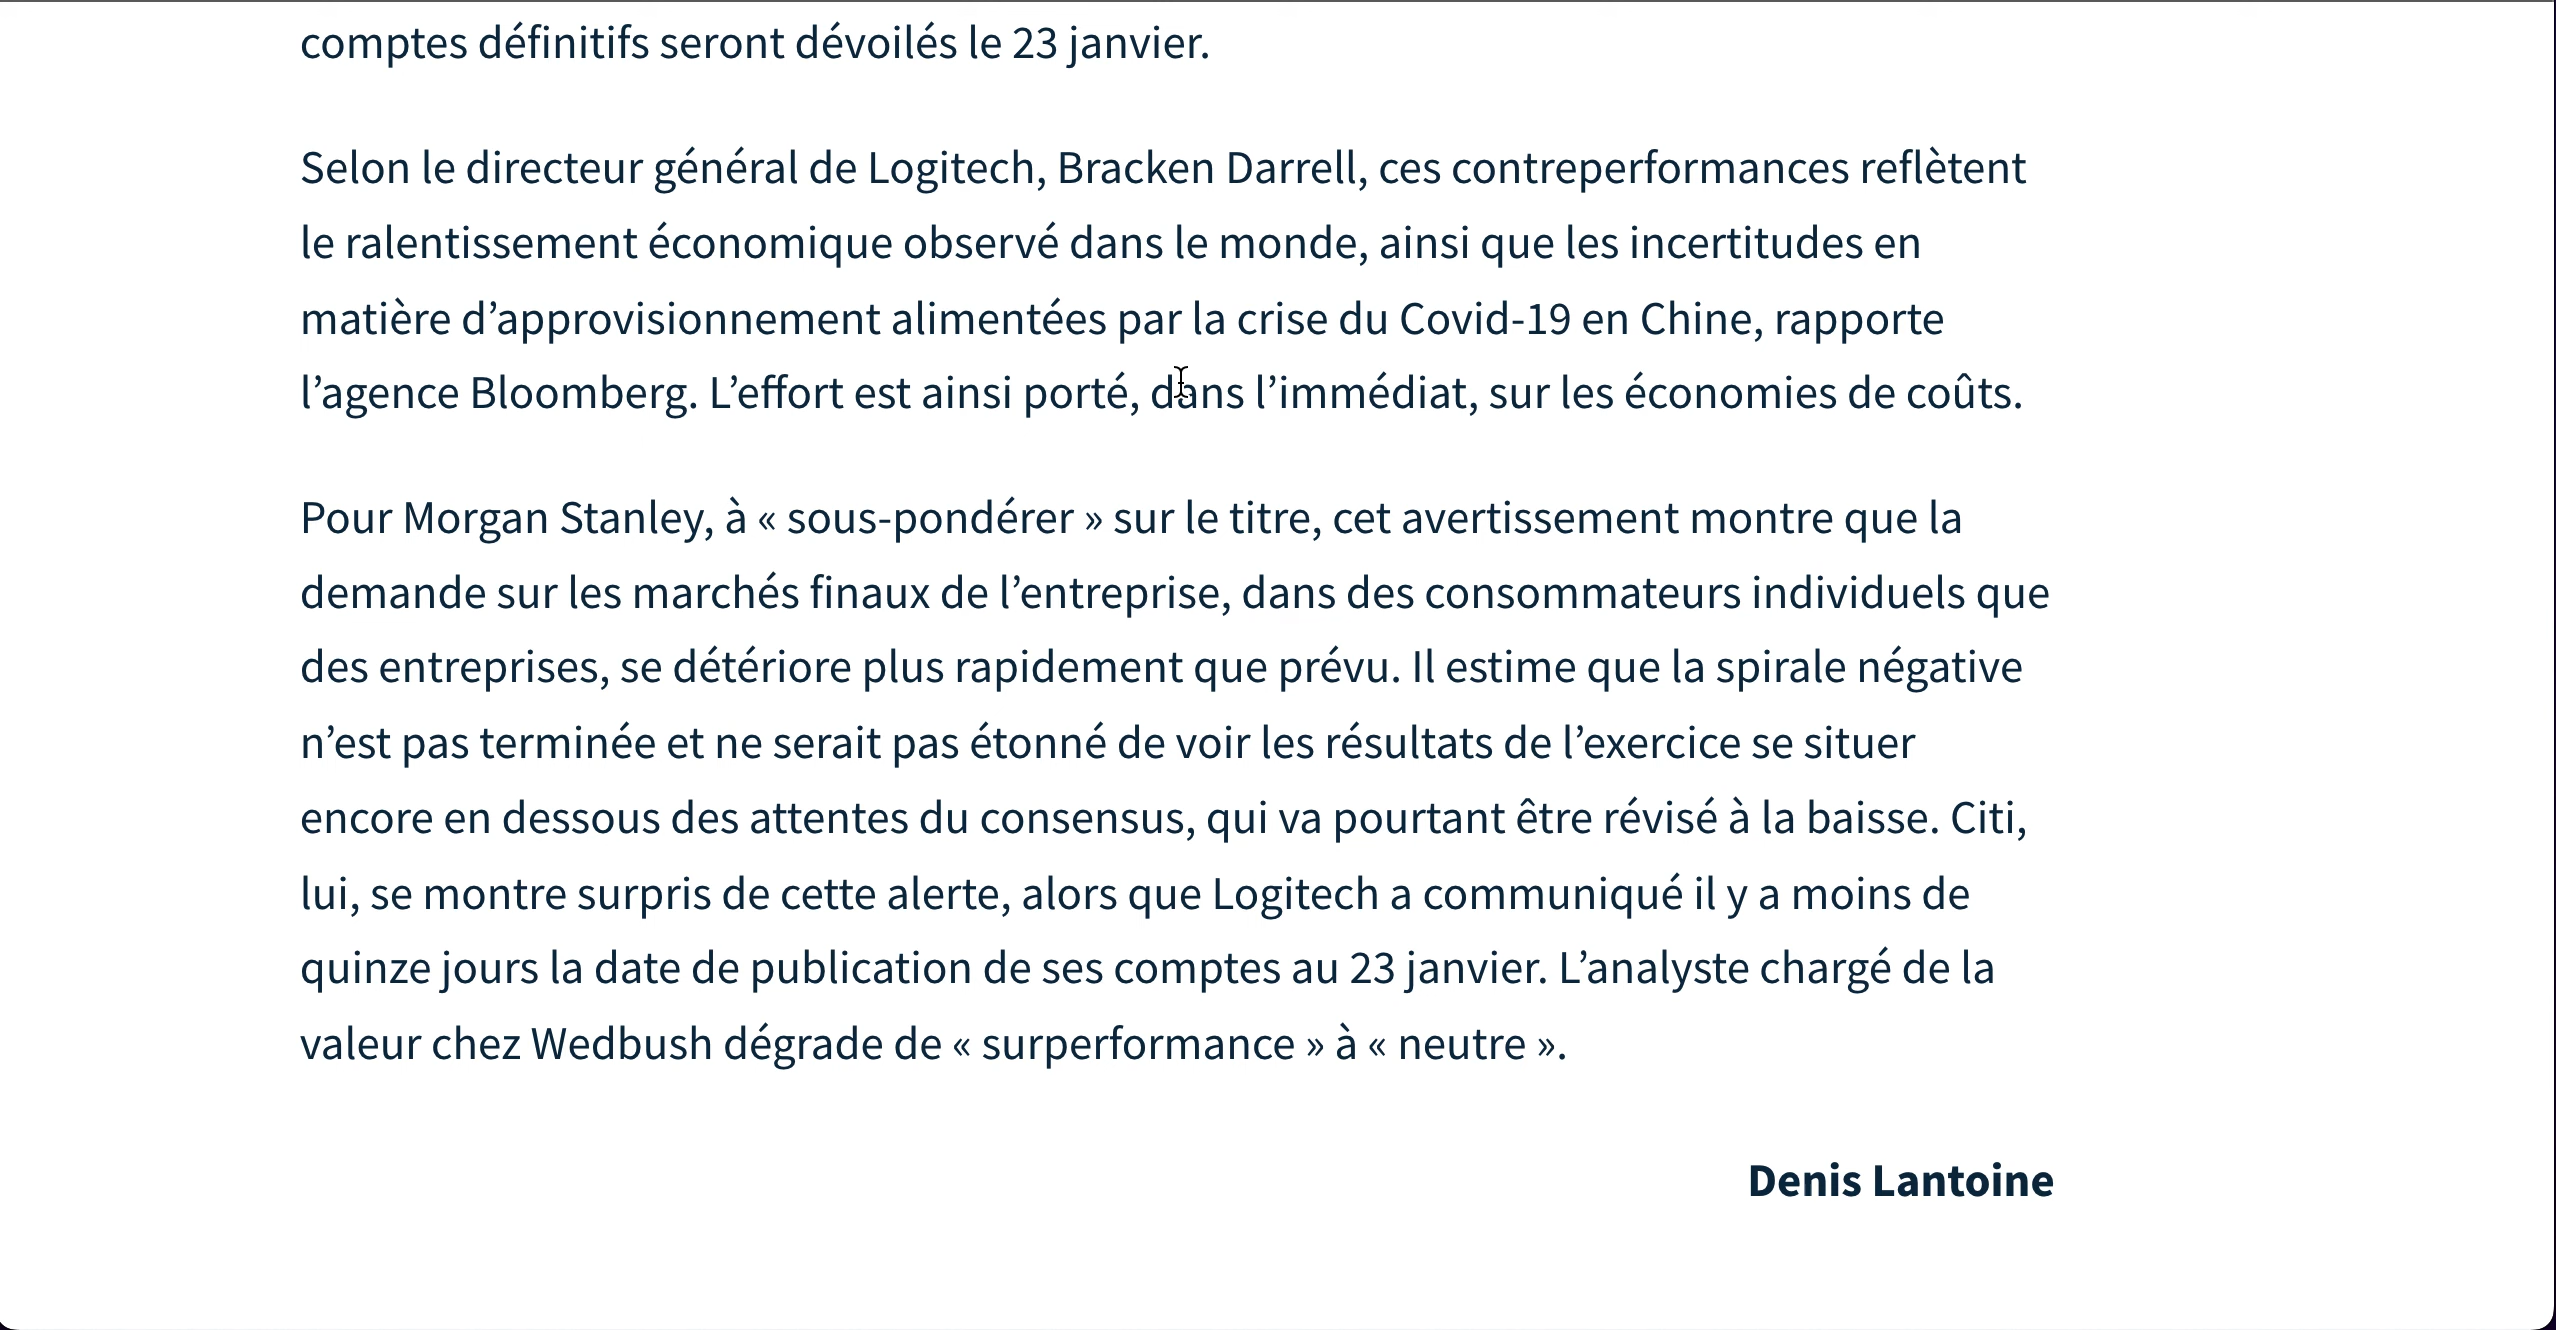 comptes définitifs seront dévoilés le 23 janvier.
Selon le directeur général de Logitech, Bracken Darrell, ces contreperformances reflètent
le ralentissement économique observé dans le monde, ainsi que les incertitudes en
matière d’approvisionnement alimentées par la crise du Covid-19 en Chine, rapporte
l’agence Bloomberg. L’effort est ainsi porté, dans l’immédiat, sur les économies de coûts.
Pour Morgan Stanley, à « sous-pondérer » sur le titre, cet avertissement montre que la
demande sur les marchés finaux de l’entreprise, dans des consommateurs individuels que
des entreprises, se détériore plus rapidement que prévu. Il estime que la spirale négative
n’est pas terminée et ne serait pas étonné de voir les résultats de l’exercice se situer
encore en dessous des attentes du consensus, qui va pourtant être révisé à la baisse. Citi,
lui, se montre surpris de cette alerte, alors que Logitech a communiqué il y a moins de
quinze jours la date de publication de ses comptes au 23 janvier. L’analyste chargé de la
valeur chez Wedbush dégrade de « surperformance » à « neutre ».
Denis Lantoine